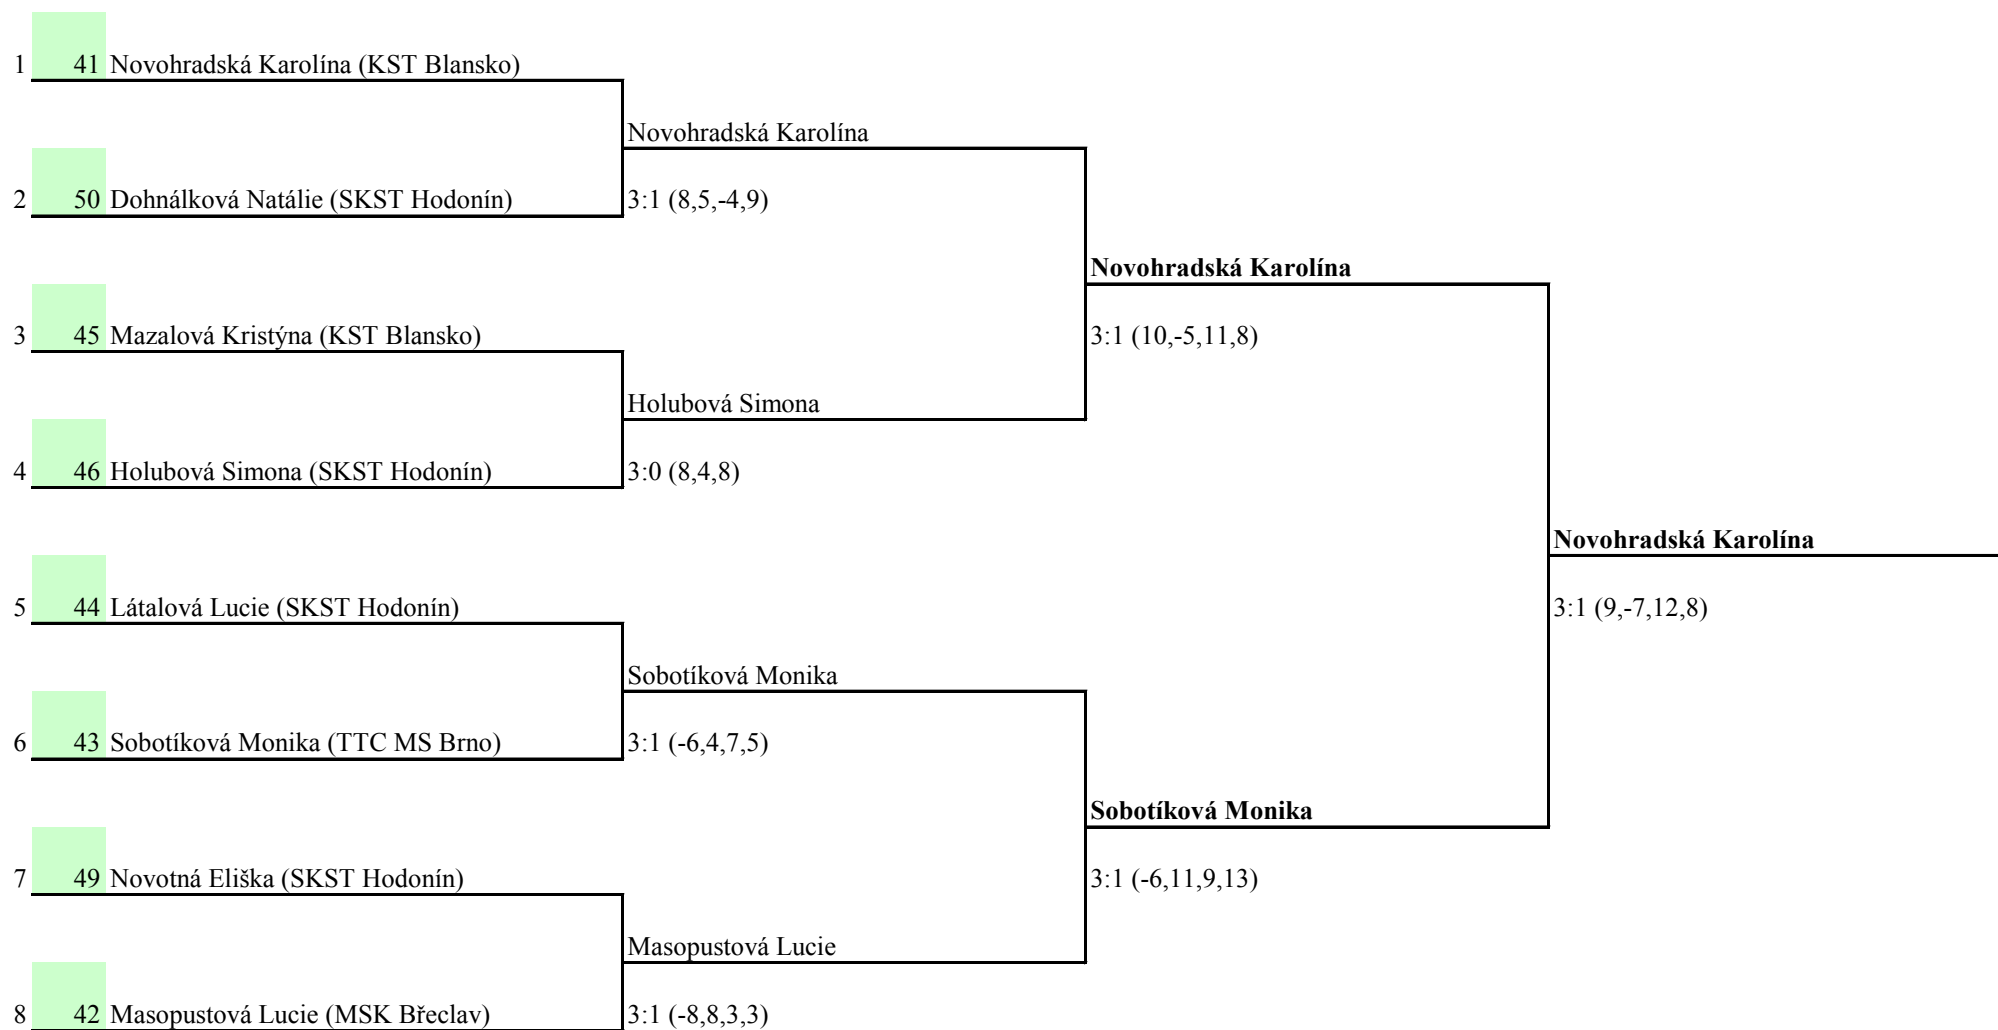 1 41 Novohradská Karolína (KST Blansko)
Novohradská Karolína
2 50 Dohnálková Natálie (SKST Hodonín) 3:1 (8,5,-4,9)
Novohradská Karolína
3 45 Mazalová Kristýna (KST Blansko) 3:1 (10,-5,11,8)
Holubová Simona
4 46 Holubová Simona (SKST Hodonín) 3:0 (8,4,8)
Novohradská Karolína
5 44 Látalová Lucie (SKST Hodonín) 3:1 (9,-7,12,8)
Sobotíková Monika
6 43 Sobotíková Monika (TTC MS Brno) 3:1 (-6,4,7,5)
Sobotíková Monika
7 49 Novotná Eliška (SKST Hodonín) 3:1 (-6,11,9,13)
Masopustová Lucie
8 42 Masopustová Lucie (MSK Břeclav) 3:1 (-8,8,3,3)